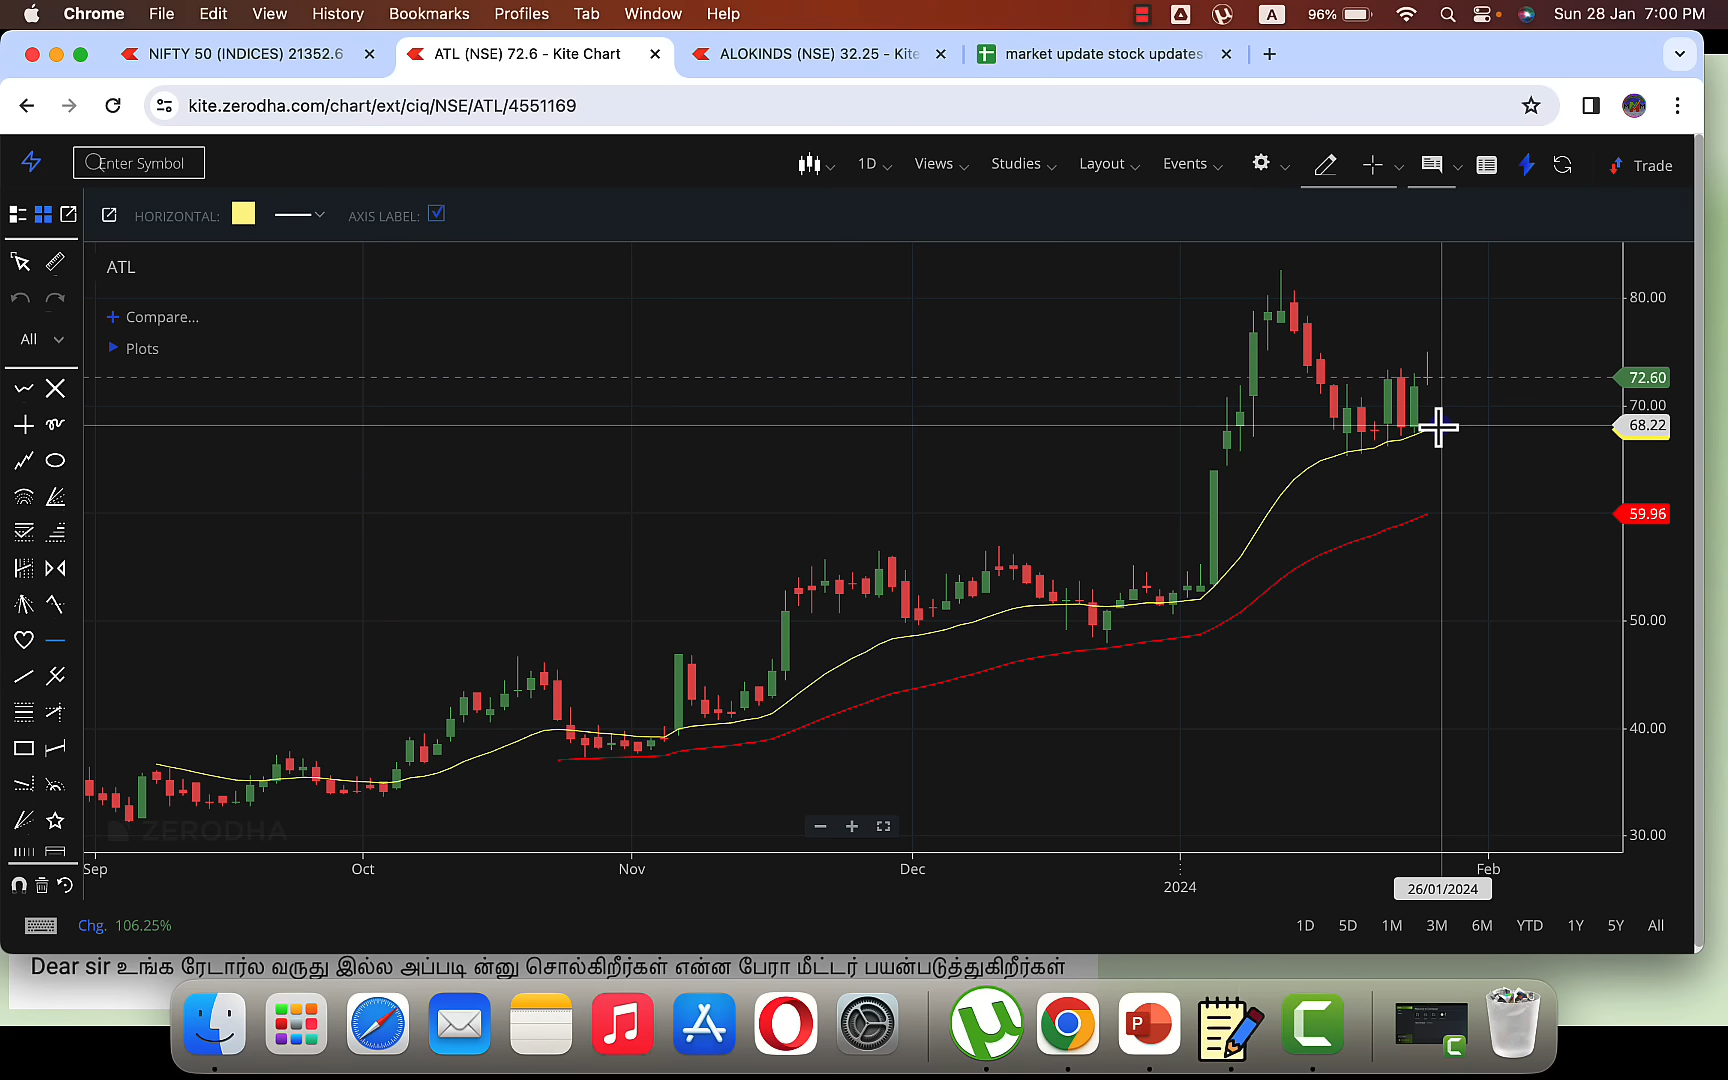 Chrome File Edit View History Bookmarks Profiles Tab Window Help A 96% Sun 28 Jan 7:00 PM
NIFTY 50 (INDICES) 21352.6 ATL (NSE) 72.6 - Kite Chart ALOKINDS (NSE) 32.25 - Kite market update stock updates
kite.zerodha.com/chart/ext/ciq/NSE/ATL/4551169
Enter Symbol 1D Views Studies Layout Events Trade
HORIZONTAL: AXIS LABEL:
ATL
80.00
Compare...
All
Plots
72.60
70.00
68.22
59.96
50.00
40.00
ZERODHA
30.00
Sep Oct Nov Dec 2024 Feb
26/01/2024
Chg. 106.25% 1D 5D 1M 3M 6M YTD 1Y 5Y All
Dear sir உங்க ரேடார்ல வருது இல்ல அப்படி ன்னு சொல்கிறீர்கள் என்ன பேரா மீட்டர் பயன்படுத்துகிறீர்கள்